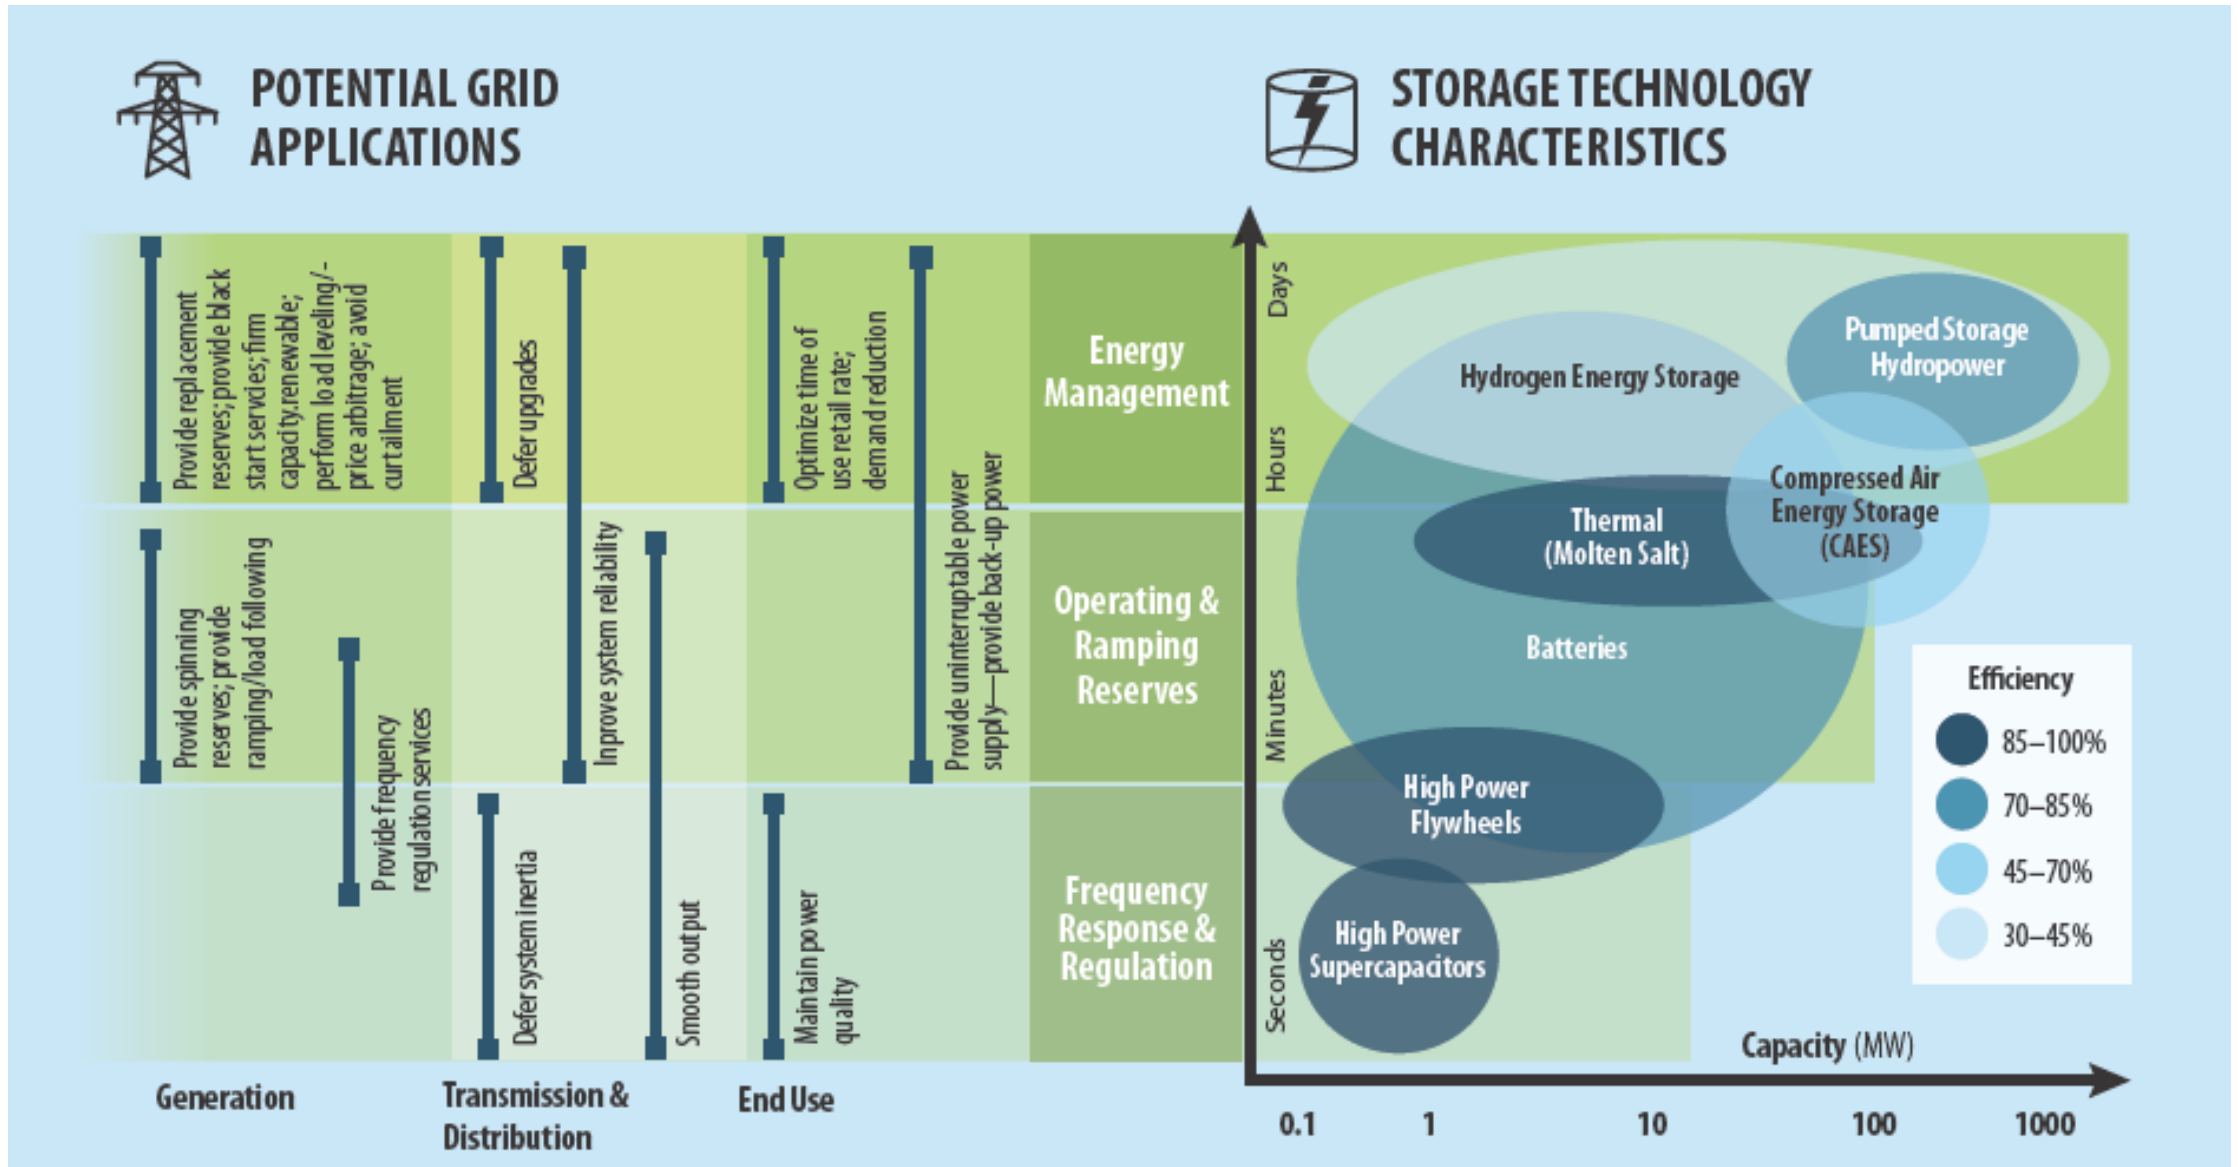 POTENTIAL GRID
APPLICATIONS
STORAGE TECHNOLOGY
CHARACTERISTICS
Provide replacement
reserves; provide black
start servcies; firm
capacity.renewable;
perform load leveling/-
price arbitrage; avoid
curtailment
Provide spinning
reserves; provide
ramping/load following
Provide frequency
regulation services
Defer upgrades
Inprove system reliability
Defer system inertia
Smooth output
Optimize time of
use retail rate;
demand reduction
Provide uninterruptable power
supply—provide back-up power
Maintain power
quality
Generation
Transmission &
Distribution
End Use
Energy
Management
Operating &
Ramping
Reserves
Frequency
Response &
Regulation
Days
Hours
Minutes
Seconds
Hydrogen Energy Storage
Pumped Storage
Hydropower
Compressed Air
Energy Storage
(CAES)
Thermal
(Molten Salt)
Batteries
High Power
Flywheels
High Power
Supercapacitors
Efficiency
85–100%
70–85%
45–70%
30–45%
Capacity (MW)
0.1
1
10
100
1000